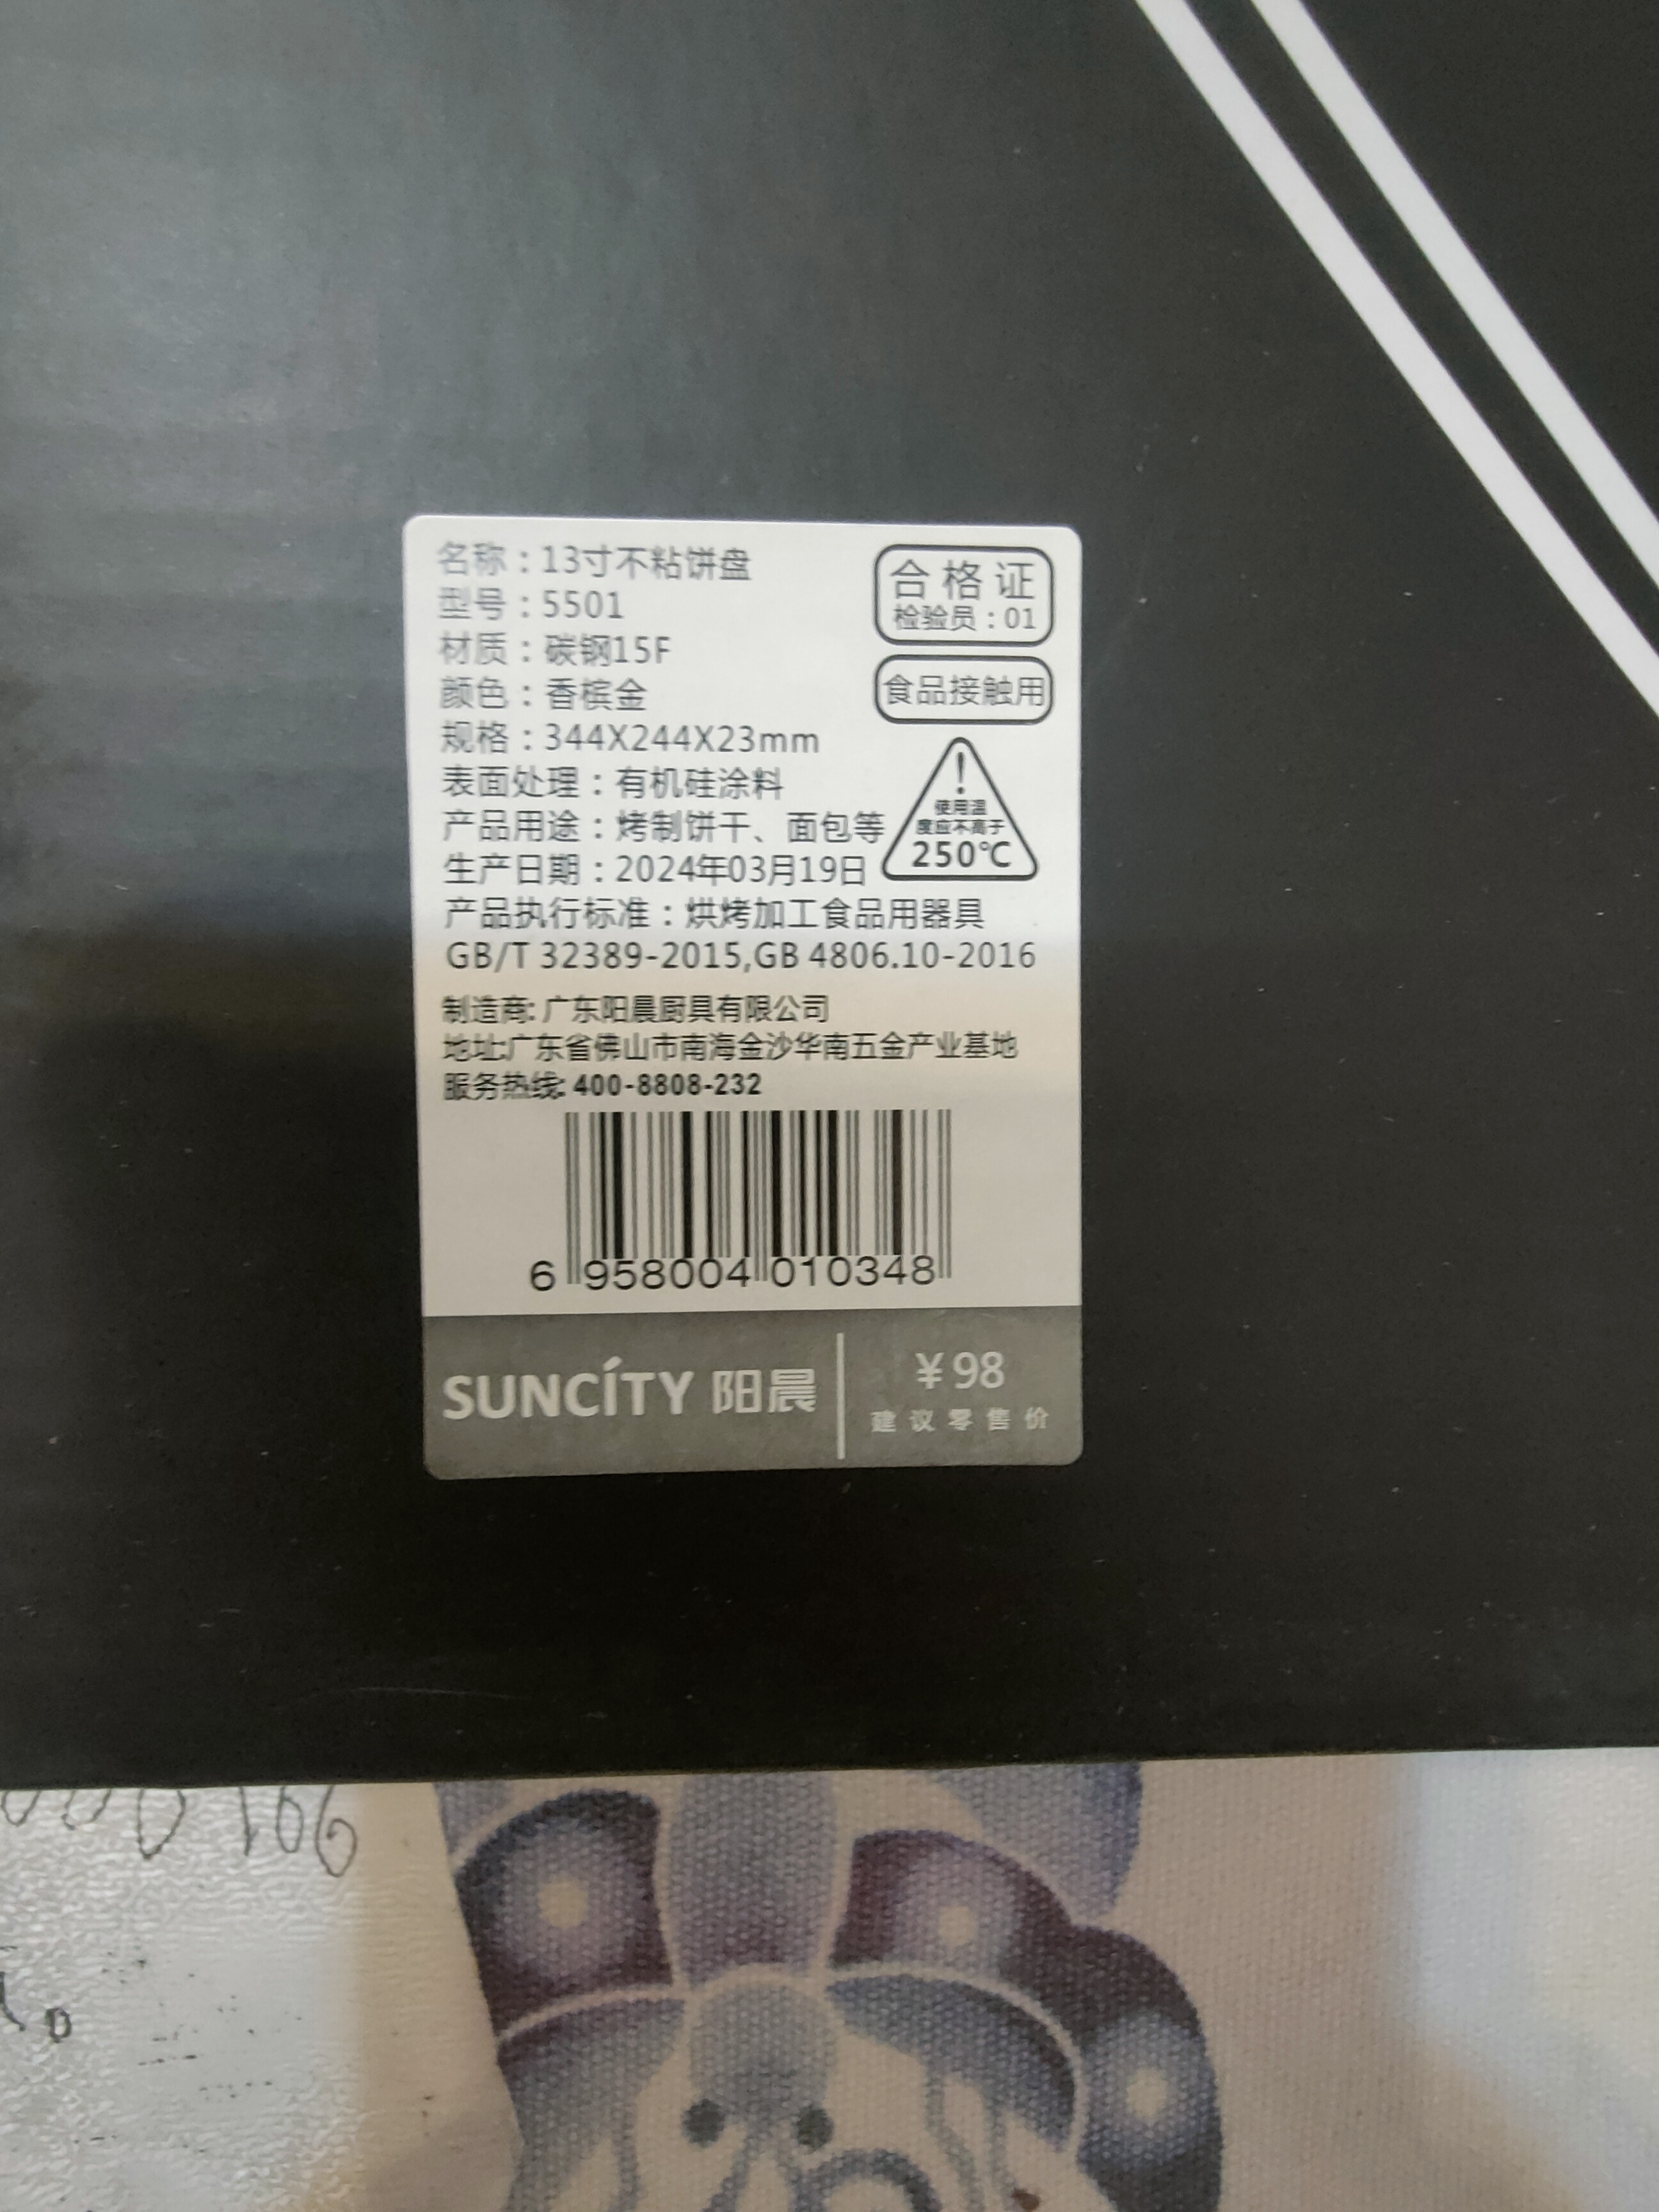 名称：13寸不粘饼盘
型号：5501
材质：碳钢15F
颜色：香槟金
规格：344X244X23mm
表面处理：有机硅涂料
产品用途：烤制饼干、面包等
生产日期：2024年03月19日
产品执行标准：烘烤加工食品用器具
GB/T 32389-2015,GB 4806.10-2016
合格证
检验员：01
食品接触用
!
使用温
度应不高于
250℃
制造商: 广东阳晨厨具有限公司
地址:广东省佛山市南海金沙华南五金产业基地
服务热线: 400-8808-232
6 958004 010348
SUNCITY 阳晨
¥98
建议零售价